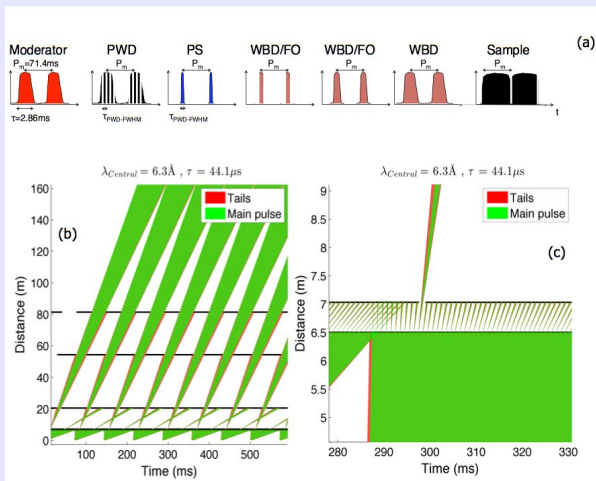 (a)
Moderator PWD PS WBD/FO WBD/FO WBD Sample
Pm=71.4ms Pm Pm Pm Pm Pm Pm
t
τ=2.86ms τPWD-FWHM τPWD-FWHM
λCentral = 6.3Å , τ = 44.1μs
Distance (m)
160
140
120
100
80
60
40
20
0
(b)
Tails
Main pulse
100 200 300 400 500
Time (ms)
λCentral = 6.3Å , τ = 44.1μs
Distance (m)
9
8.5
8
7.5
7
6.5
6
5.5
5
Tails
Main pulse
(c)
280 290 300 310 320 330
Time (ms)